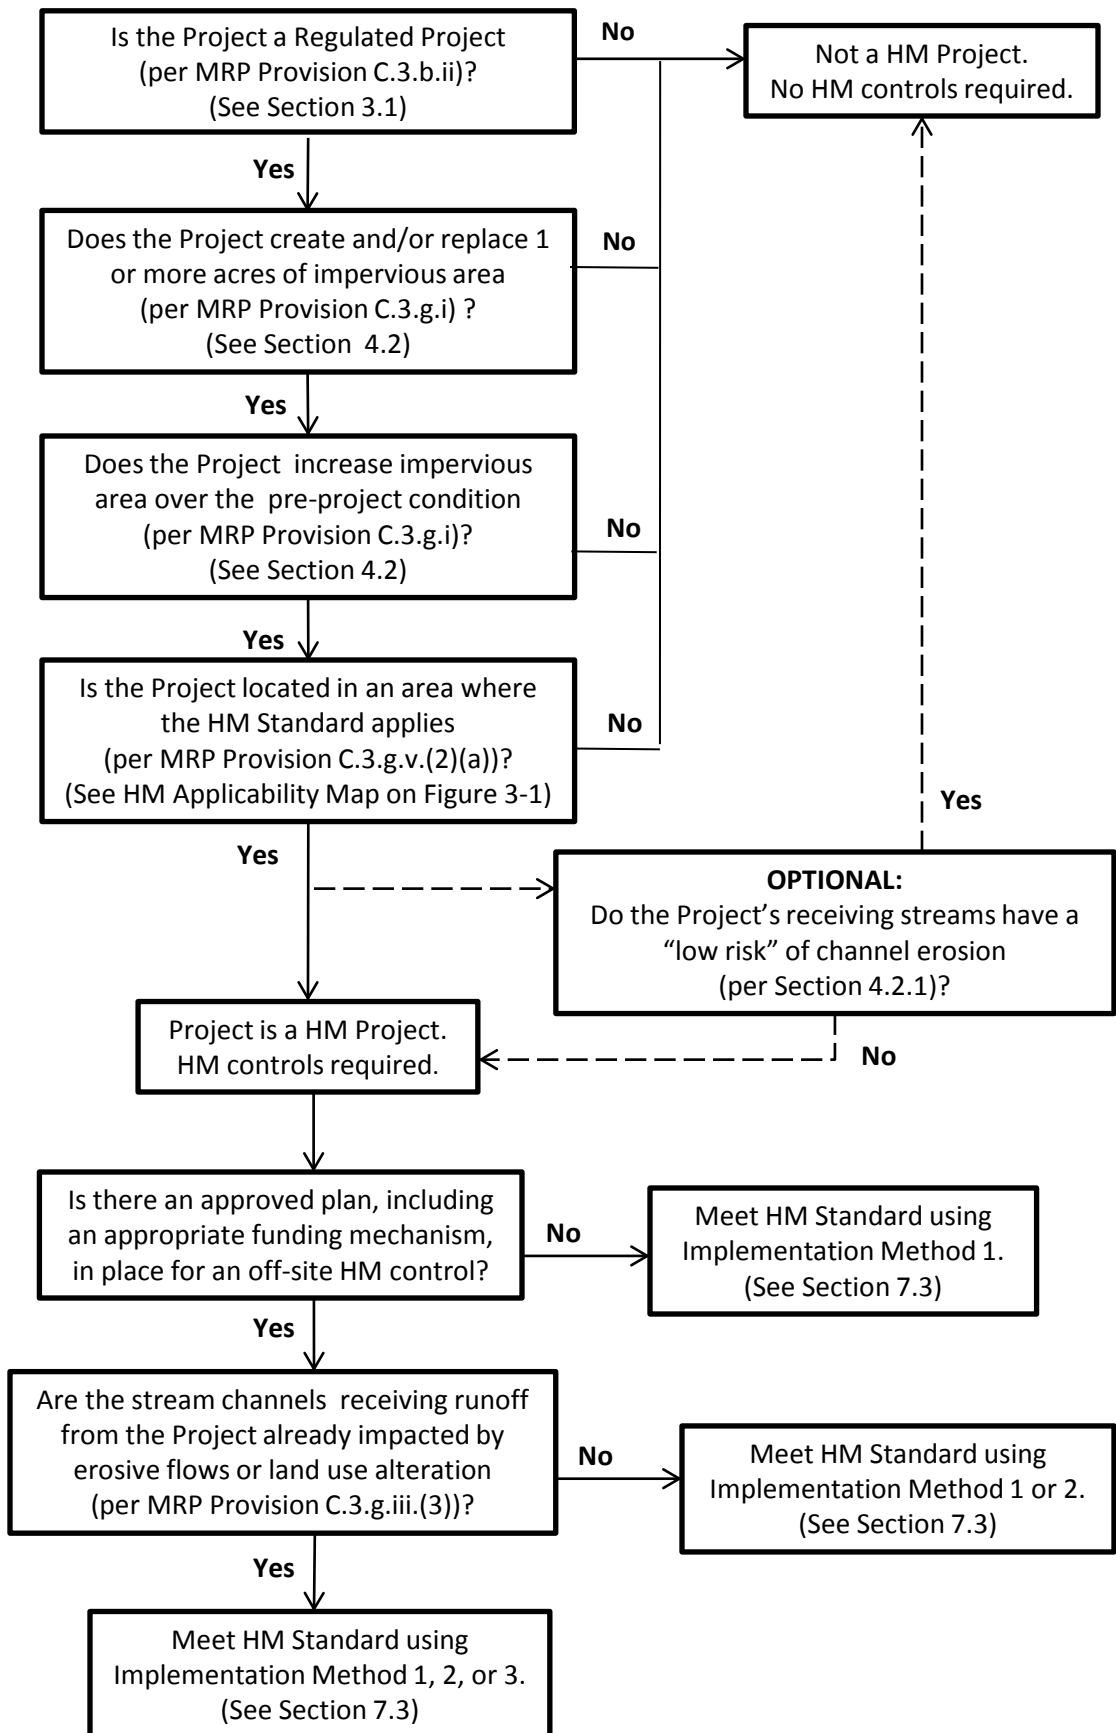 Is the Project a Regulated Project
(per MRP Provision C.3.b.ii)?
(See Section 3.1)
No
Not a HM Project.
No HM controls required.
Yes
Does the Project create and/or replace 1
or more acres of impervious area
(per MRP Provision C.3.g.i) ?
(See Section 4.2)
No
Yes
Does the Project increase impervious
area over the pre-project condition
(per MRP Provision C.3.g.i)?
(See Section 4.2)
No
Yes
Is the Project located in an area where
the HM Standard applies
(per MRP Provision C.3.g.v.(2)(a))?
(See HM Applicability Map on Figure 3-1)
No
Yes
Yes
OPTIONAL:
Do the Project’s receiving streams have a
“low risk” of channel erosion
(per Section 4.2.1)?
No
Project is a HM Project.
HM controls required.
Is there an approved plan, including
an appropriate funding mechanism,
in place for an off-site HM control?
No
Meet HM Standard using
Implementation Method 1.
(See Section 7.3)
Yes
Are the stream channels receiving runoff
from the Project already impacted by
erosive flows or land use alteration
(per MRP Provision C.3.g.iii.(3))?
No
Meet HM Standard using
Implementation Method 1 or 2.
(See Section 7.3)
Yes
Meet HM Standard using
Implementation Method 1, 2, or 3.
(See Section 7.3)